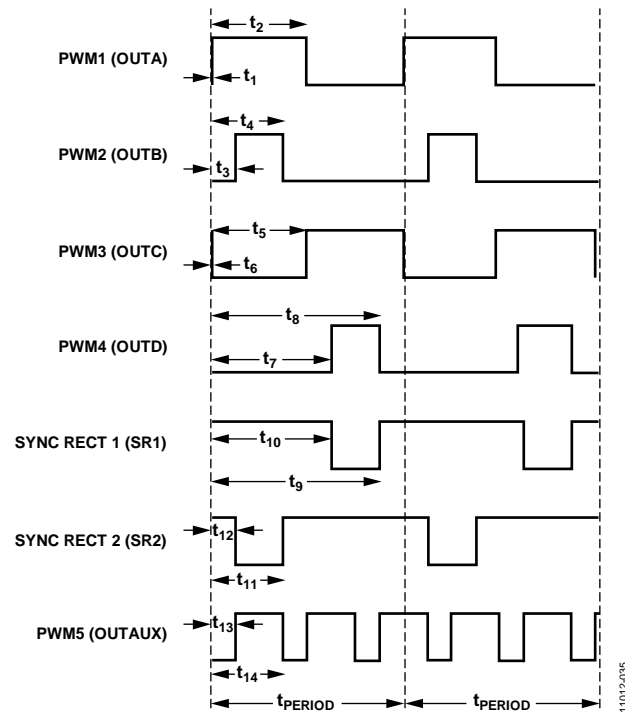 t2
PWM1 (OUTA)
t1
t4
PWM2 (OUTB)
t3
t5
PWM3 (OUTC)
t6
t8
PWM4 (OUTD)
t7
SYNC RECT 1 (SR1)
t10
t9
SYNC RECT 2 (SR2)
t12
t11
PWM5 (OUTAUX)
t13
t14
tPERIOD
tPERIOD
11012-035